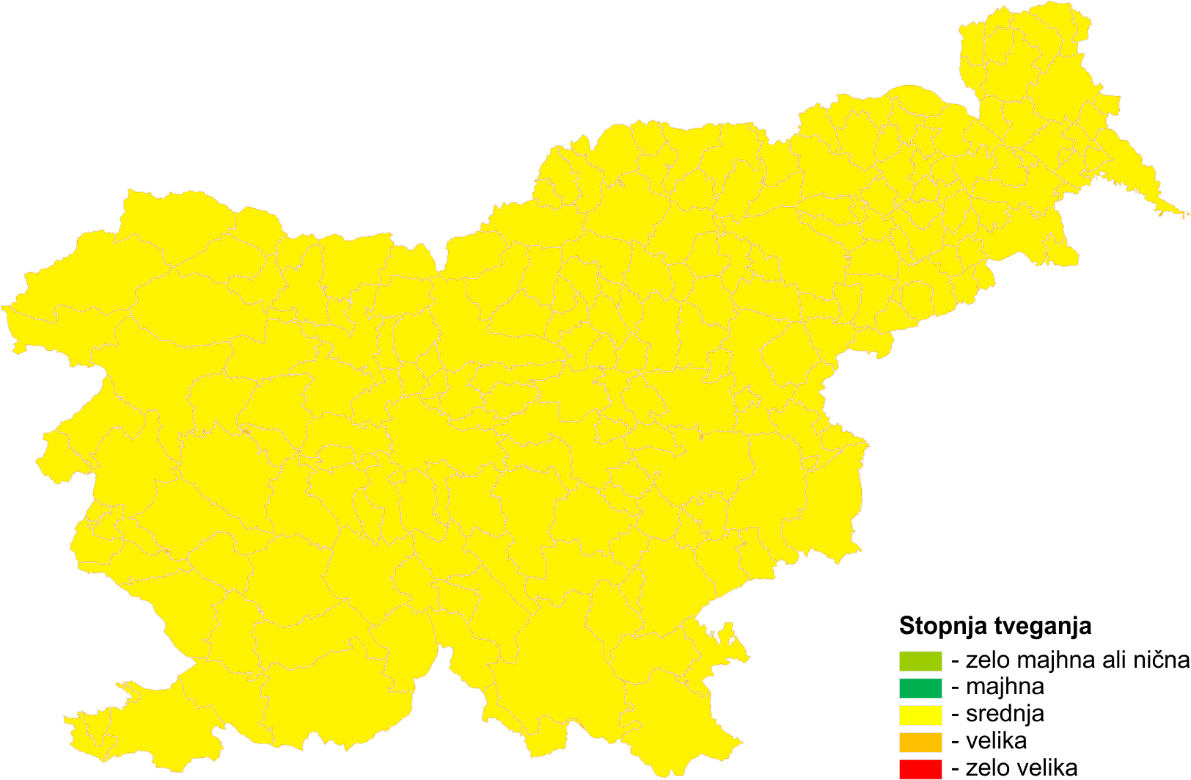 Stopnja tveganja
- zelo majhna ali nična
- majhna
- srednja
- velika
- zelo velika